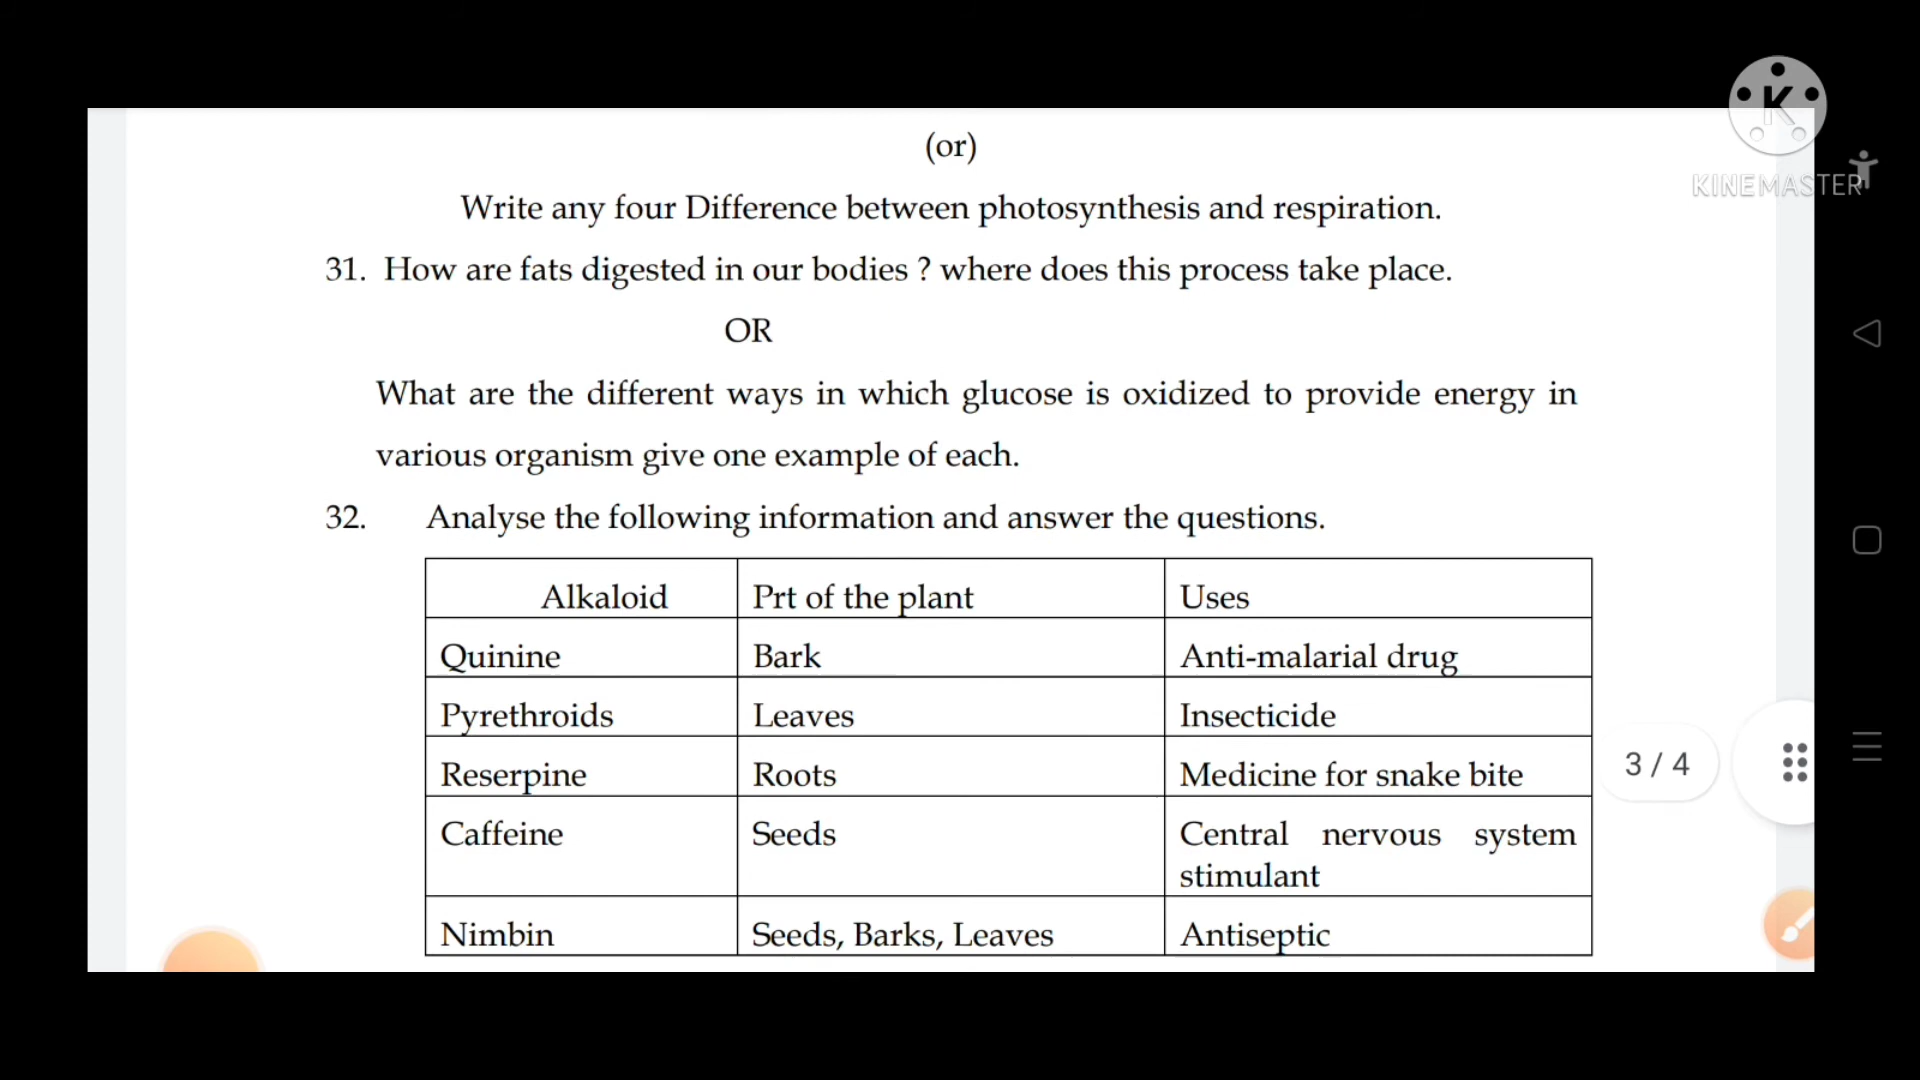 K
KINEMASTER
(or)
Write any four Difference between photosynthesis and respiration.
31. How are fats digested in our bodies ? where does this process take place.
OR
What are the different ways in which glucose is oxidized to provide energy in
various organism give one example of each.
32. Analyse the following information and answer the questions.
Alkaloid Prt of the plant Uses
Quinine Bark Anti-malarial drug
Pyrethroids Leaves Insecticide
Reserpine Roots Medicine for snake bite
Caffeine Seeds Central nervous system
stimulant
Nimbin Seeds, Barks, Leaves Antiseptic
3 / 4